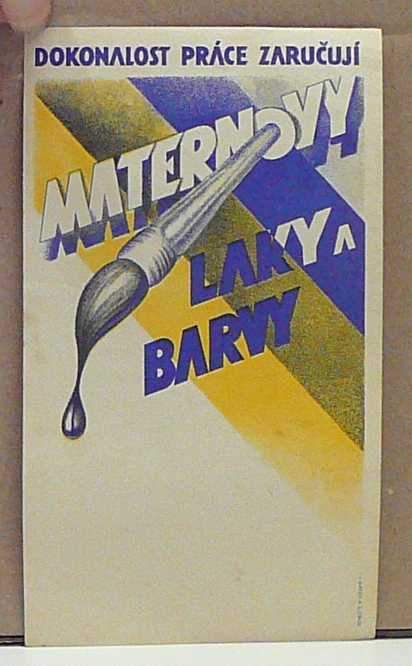 DOKONALOST PRÁCE ZARUČUJÍ
MATERNOVY
LAKY A
BARVY